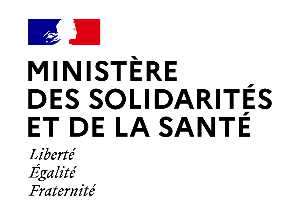 MINISTÈRE
DES SOLIDARITÉS
ET DE LA SANTÉ
Liberté
Égalité
Fraternité